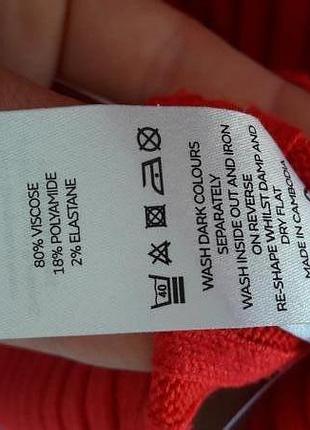 80% VISCOSE
18% POLYAMIDE
2% ELASTANE
40
WASH DARK COLOURS
SEPARATELY
WASH INSIDE OUT AND IRON
ON REVERSE
RE-SHAPE WHILST DAMP AND
DRY FLAT
MADE IN CAMBODIA